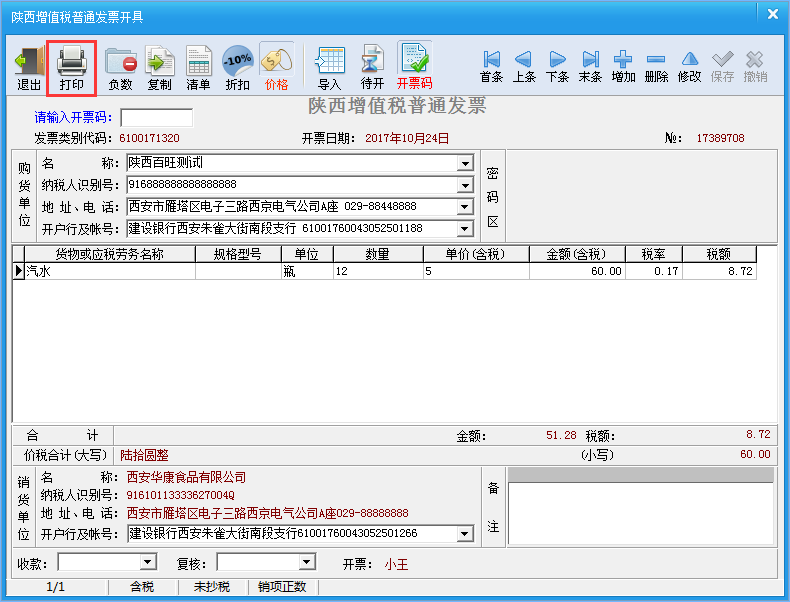 陕西增值税普通发票开具
退出 打印 负数 复制 清单 -10% 折扣 价格 导入 待开 开票码 首条 上条 下条 末条 增加 删除 修改 保存 撤销
陕西增值税普通发票
请输入开票码:
发票类别代码: 6100171320 开票日期: 2017年10月24日 №: 17389708
购货单位
名 称: 陕西百旺测试
纳税人识别号: 916888888888888888
地 址、电 话: 西安市雁塔区电子三路西京电气公司A座 029-88448888
开户行及帐号: 建设银行西安朱雀大街南段支行 61001760043052501188
密码区
货物或应税劳务名称 规格型号 单位 数量 单价(含税) 金额(含税) 税率 税额
汽水 瓶 12 5 60.00 0.17 8.72
合 计 金额: 51.28 税额: 8.72
价税合计(大写) 陆拾圆整 (小写) 60.00
销货单位
名 称: 西安华康食品有限公司
纳税人识别号: 91610113333627004Q
地 址、电 话: 西安市雁塔区电子三路西京电气公司A座029-88888888
开户行及帐号: 建设银行西安朱雀大街南段支行61001760043052501266
备注
收款: 复核: 开票: 小王
1/1 含税 未抄税 销项正数